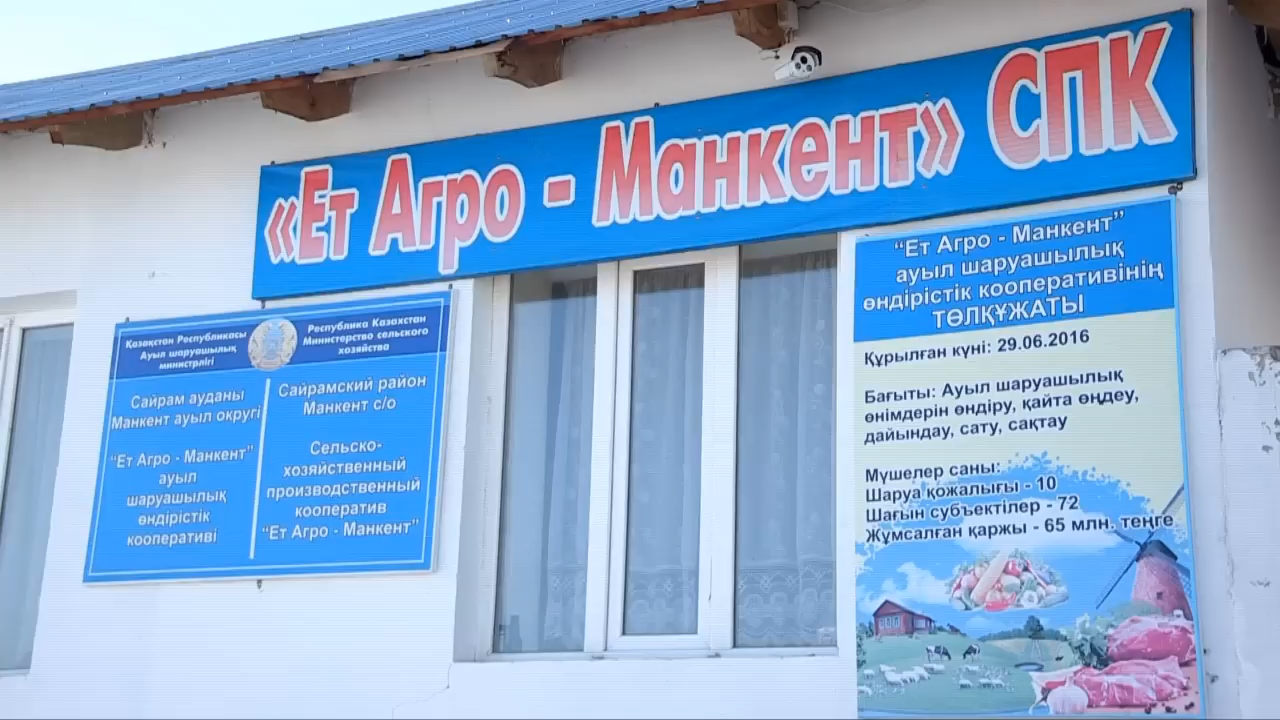 «Ет Агро - Манкент» СПК
Қазақстан Республикасы
Ауыл шаруашылық
министрлігі
Республика Казахстан
Министерство сельского
хозяйства
Сайрам ауданы
Манкент ауыл округі
"Ет Агро - Манкент"
ауыл
шаруашылық
өндірістік
кооперативі
Сайрамский район
Манкент с/о
Сельско-
хозяйственный
производственный
кооператив
"Ет Агро - Манкент"
"Ет Агро - Манкент"
ауыл шаруашылық
өндірістік кооперативінің
ТӨЛҚҰЖАТЫ
Құрылған күні: 29.06.2016
Бағыты: Ауыл шаруашылық
өнімдерін өндіру, қайта өңдеу,
дайындау, сату, сақтау
Мүшелер саны:
Шаруа қожалығы - 10
Шағын субъектілер - 72
Жұмсалған қаржы - 65 млн. теңге